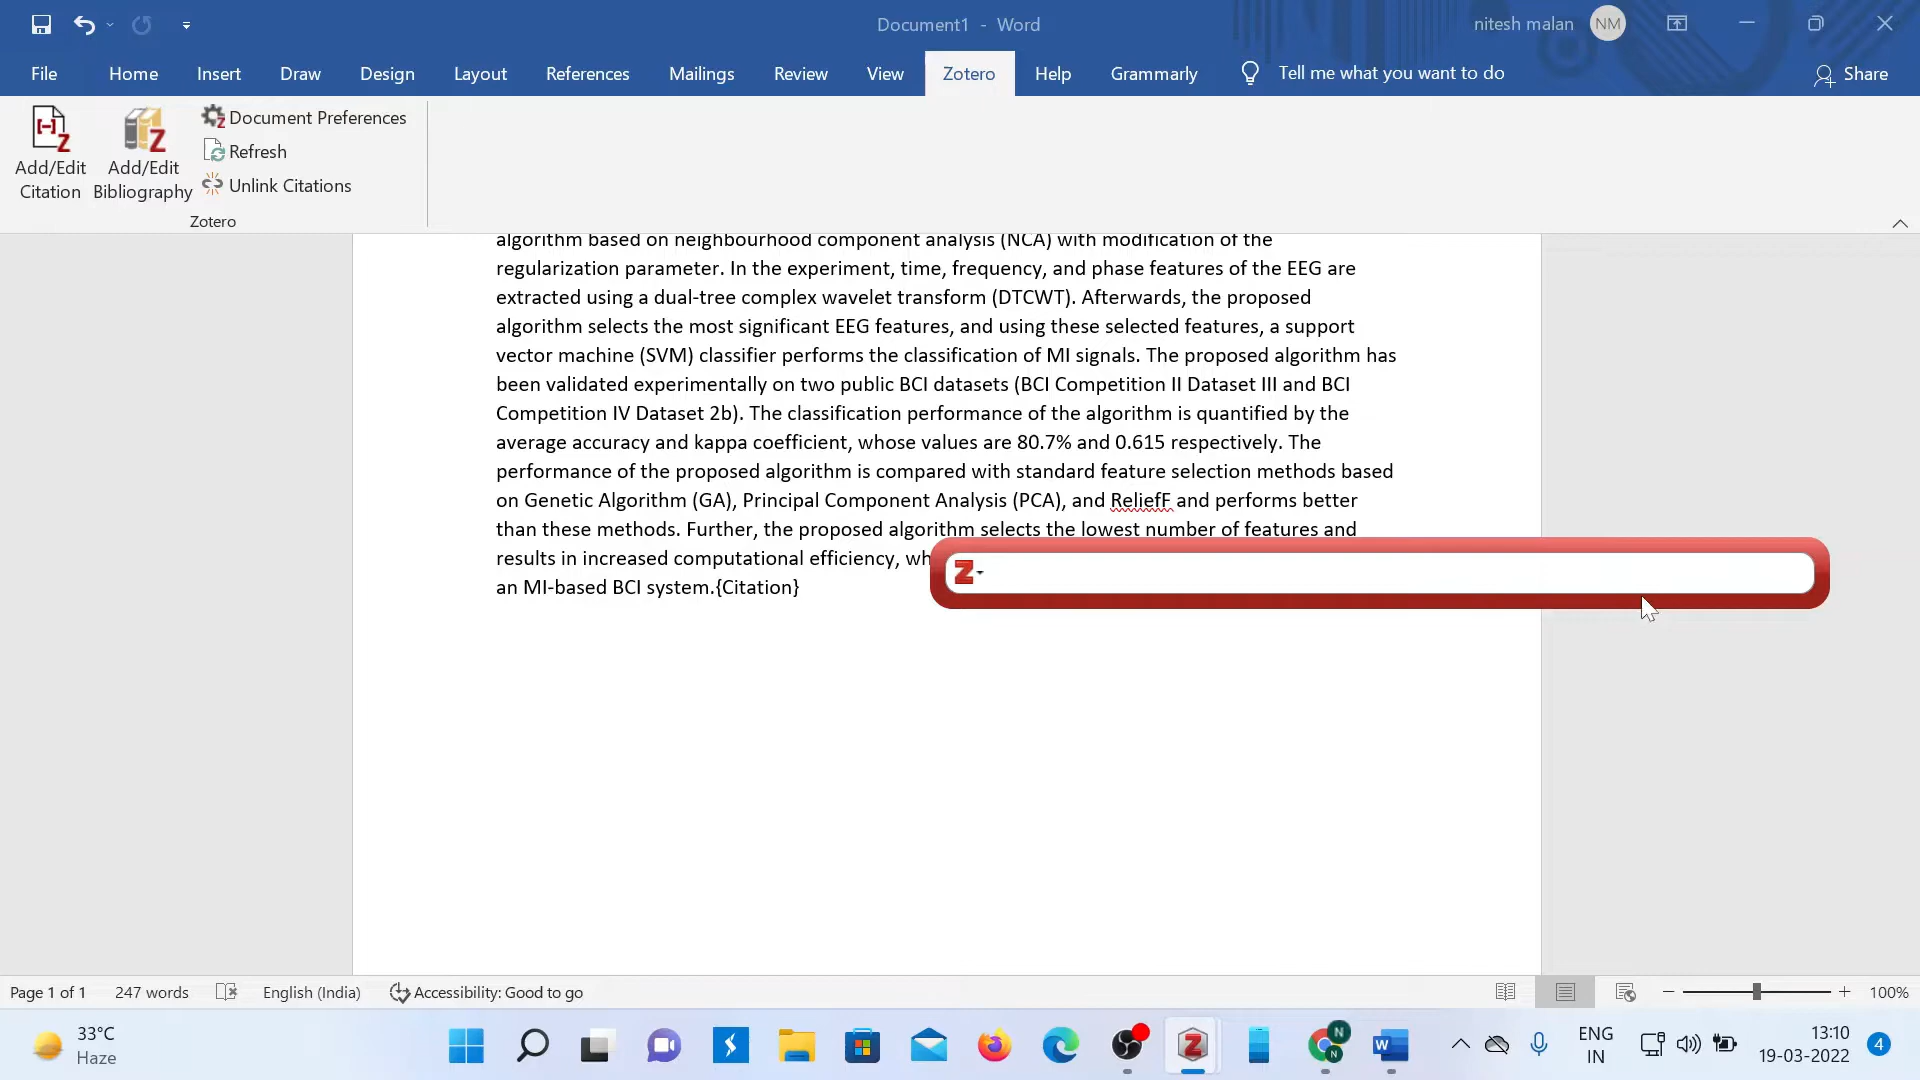 Document1 - Word
nitesh malan
NM
File Home Insert Draw Design Layout References Mailings Review View Zotero Help Grammarly Tell me what you want to do Share
Add/Edit Citation
Add/Edit Bibliography
Document Preferences
Refresh
Unlink Citations
Zotero
algorithm based on neighbourhood component analysis (NCA) with modification of the
regularization parameter. In the experiment, time, frequency, and phase features of the EEG are
extracted using a dual-tree complex wavelet transform (DTCWT). Afterwards, the proposed
algorithm selects the most significant EEG features, and using these selected features, a support
vector machine (SVM) classifier performs the classification of MI signals. The proposed algorithm has
been validated experimentally on two public BCI datasets (BCI Competition II Dataset III and BCI
Competition IV Dataset 2b). The classification performance of the algorithm is quantified by the
average accuracy and kappa coefficient, whose values are 80.7% and 0.615 respectively. The
performance of the proposed algorithm is compared with standard feature selection methods based
on Genetic Algorithm (GA), Principal Component Analysis (PCA), and ReliefF and performs better
than these methods. Further, the proposed algorithm selects the lowest number of features and
results in increased computational efficiency, wh
an MI-based BCI system.{Citation}
Z
Page 1 of 1 247 words English (India) Accessibility: Good to go 100%
33°C
Haze
ENG
IN
13:10
19-03-2022
4